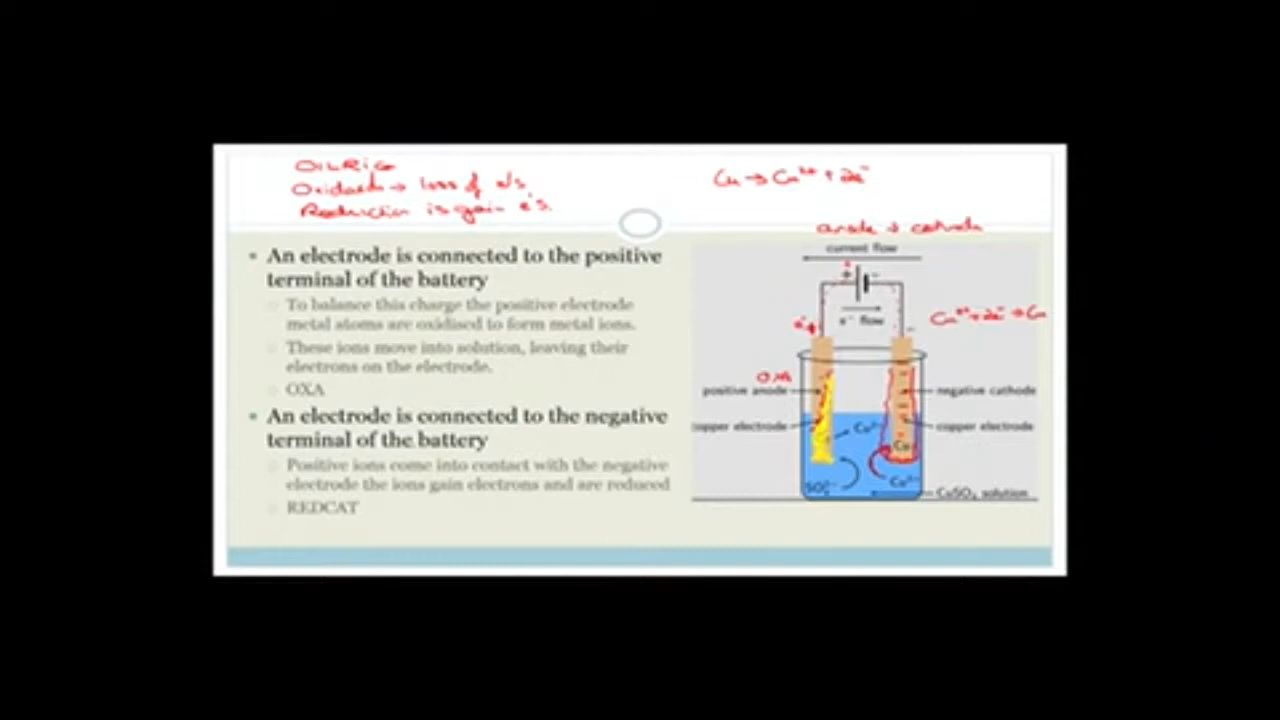 OILRIG
Oxidation → loss of e's.
Reduction is gain e's.
Cu → Cu²⁺ + 2e⁻
• An electrode is connected to the positive
terminal of the battery
To balance this charge the positive electrode
metal atoms are oxidised to form metal ions.
These ions move into solution, leaving their
electrons on the electrode.
OXA
• An electrode is connected to the negative
terminal of the battery
Positive ions come into contact with the negative
electrode the ions gain electrons and are reduced
REDCAT
anode → cathode
current flow
+ -
e⁻ flow
Cu²⁺ + 2e⁻ → Cu
e⁻
OXA
positive anode
negative cathode
copper electrode
copper electrode
Cu²⁺
Cu
SO₄²⁻
Cu²⁺
CuSO₄ solution